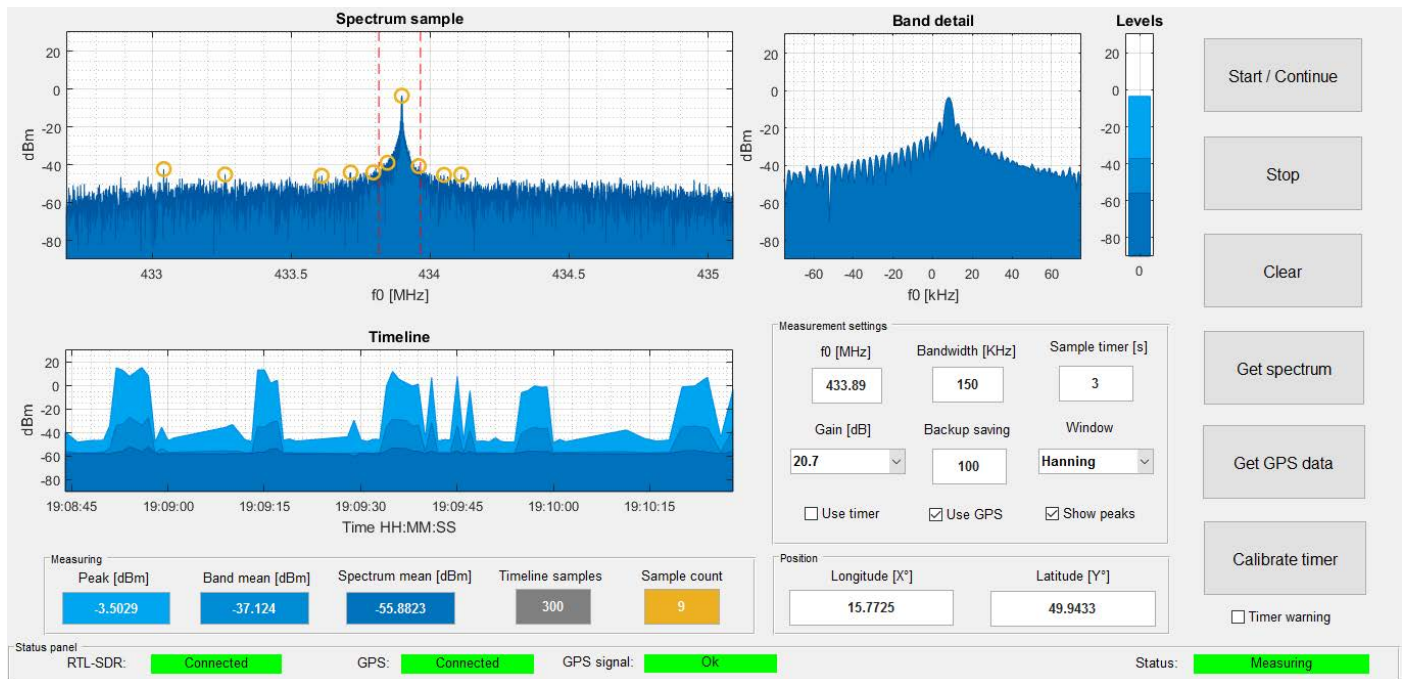 Spectrum sample
20
0
-20
-40
-60
-80
dBm
433
433.5
434
434.5
435
f0 [MHz]
Band detail
20
0
-20
-40
-60
-80
dBm
-60
-40
-20
0
20
40
60
f0 [kHz]
Levels
20
0
-20
-40
-60
-80
0
Start / Continue
Stop
Clear
Get spectrum
Get GPS data
Calibrate timer
Timer warning
Timeline
20
0
-20
-40
-60
-80
dBm
19:08:45
19:09:00
19:09:15
19:09:30
19:09:45
19:10:00
19:10:15
Time HH:MM:SS
Measurement settings
f0 [MHz]
Bandwidth [KHz]
Sample timer [s]
433.89
150
3
Gain [dB]
Backup saving
Window
20.7
100
Hanning
Use timer
Use GPS
Show peaks
Measuring
Peak [dBm]
Band mean [dBm]
Spectrum mean [dBm]
Timeline samples
Sample count
-3.5029
-37.124
-55.8823
300
9
Position
Longitude [X°]
Latitude [Y°]
15.7725
49.9433
Status panel
RTL-SDR:
Connected
GPS:
Connected
GPS signal:
Ok
Status:
Measuring